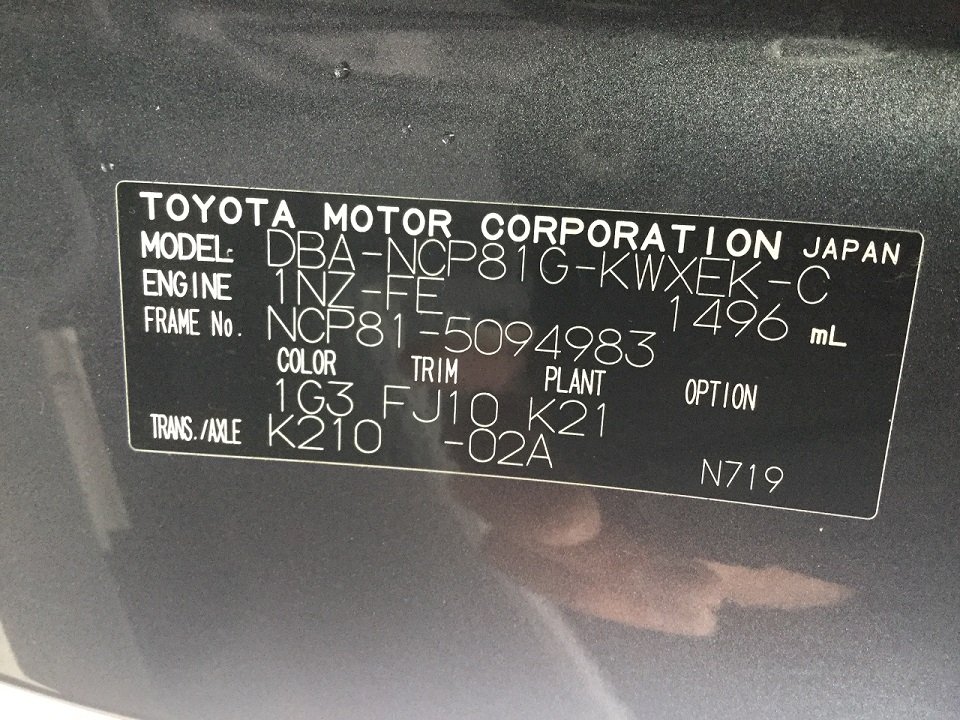 TOYOTA MOTOR CORPORATION JAPAN
MODEL: DBA-NCP81G-KWXEK-C
ENGINE 1NZ-FE 1496 mL
FRAME No. NCP81-5094983
COLOR TRIM PLANT OPTION
1G3 FJ10 K21
TRANS./AXLE K210 -02A
N719